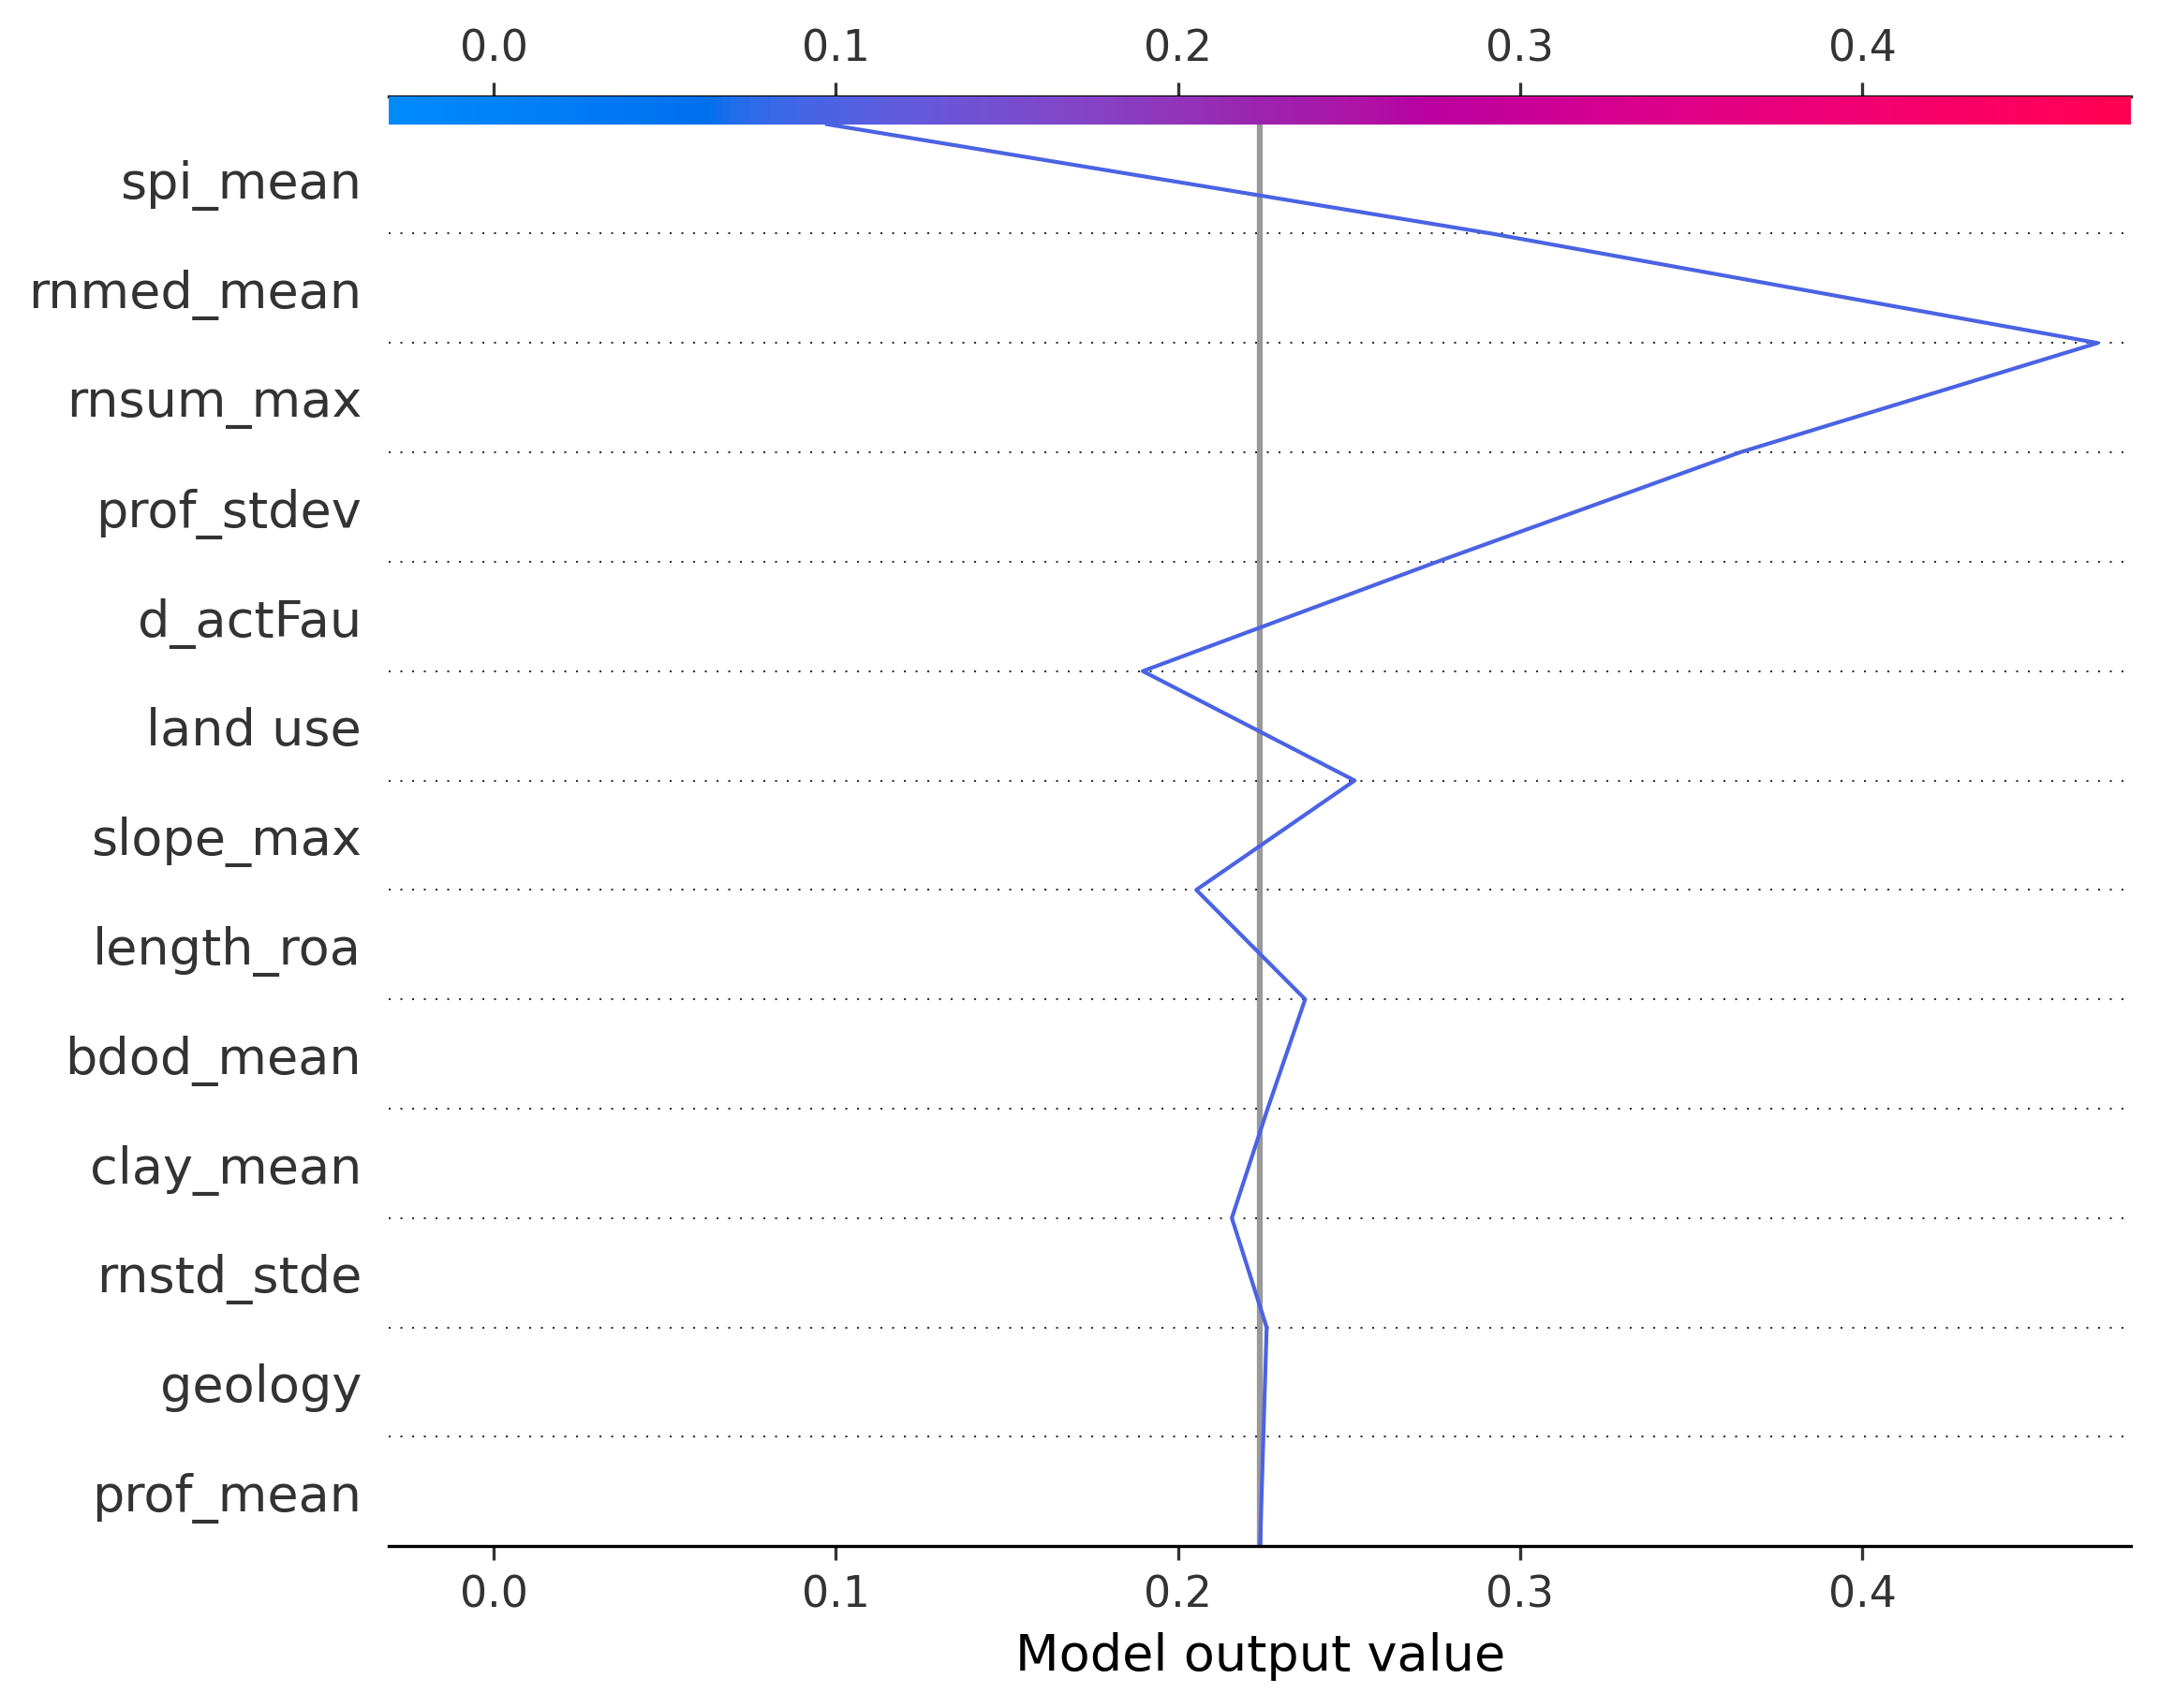 0.0 0.1 0.2 0.3 0.4
spi_mean
rnmed_mean
rnsum_max
prof_stdev
d_actFau
land use
slope_max
length_roa
bdod_mean
clay_mean
rnstd_stde
geology
prof_mean
0.0 0.1 0.2 0.3 0.4
Model output value